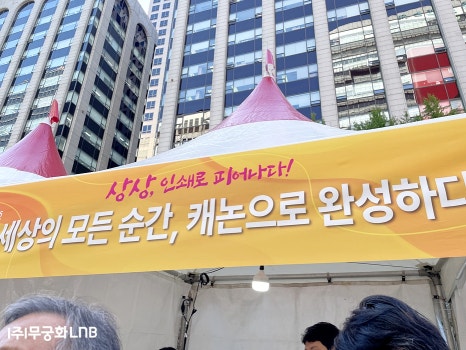 상상, 인쇄로 피어나다!
세상의 모든 순간, 캐논으로 완성하다
(주)무궁화LNB